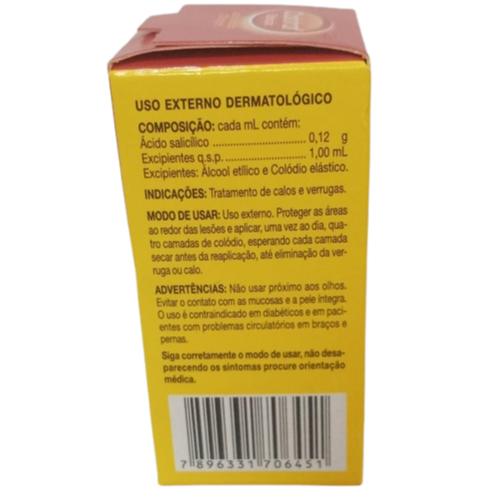 USO EXTERNO DERMATOLÓGICO
COMPOSIÇÃO: cada mL contém:
Ácido salicílico ................................ 0,12 g
Excipientes q.s.p. ........................... 1,00 mL
Excipientes: Álcool etílico e Colódio elástico.
INDICAÇÕES: Tratamento de calos e verrugas.
MODO DE USAR: Uso externo. Proteger as áreas
ao redor das lesões e aplicar, uma vez ao dia, qua-
tro camadas de colódio, esperando cada camada
secar antes da reaplicação, até eliminação da ver-
ruga ou calo.
ADVERTÊNCIAS: Não usar próximo aos olhos.
Evitar o contato com as mucosas e a pele íntegra.
O uso é contraindicado em diabéticos e em paci-
entes com problemas circulatórios em braços e
pernas.
Siga corretamente o modo de usar, não desa-
parecendo os sintomas procure orientação
médica.
7 896331 706451